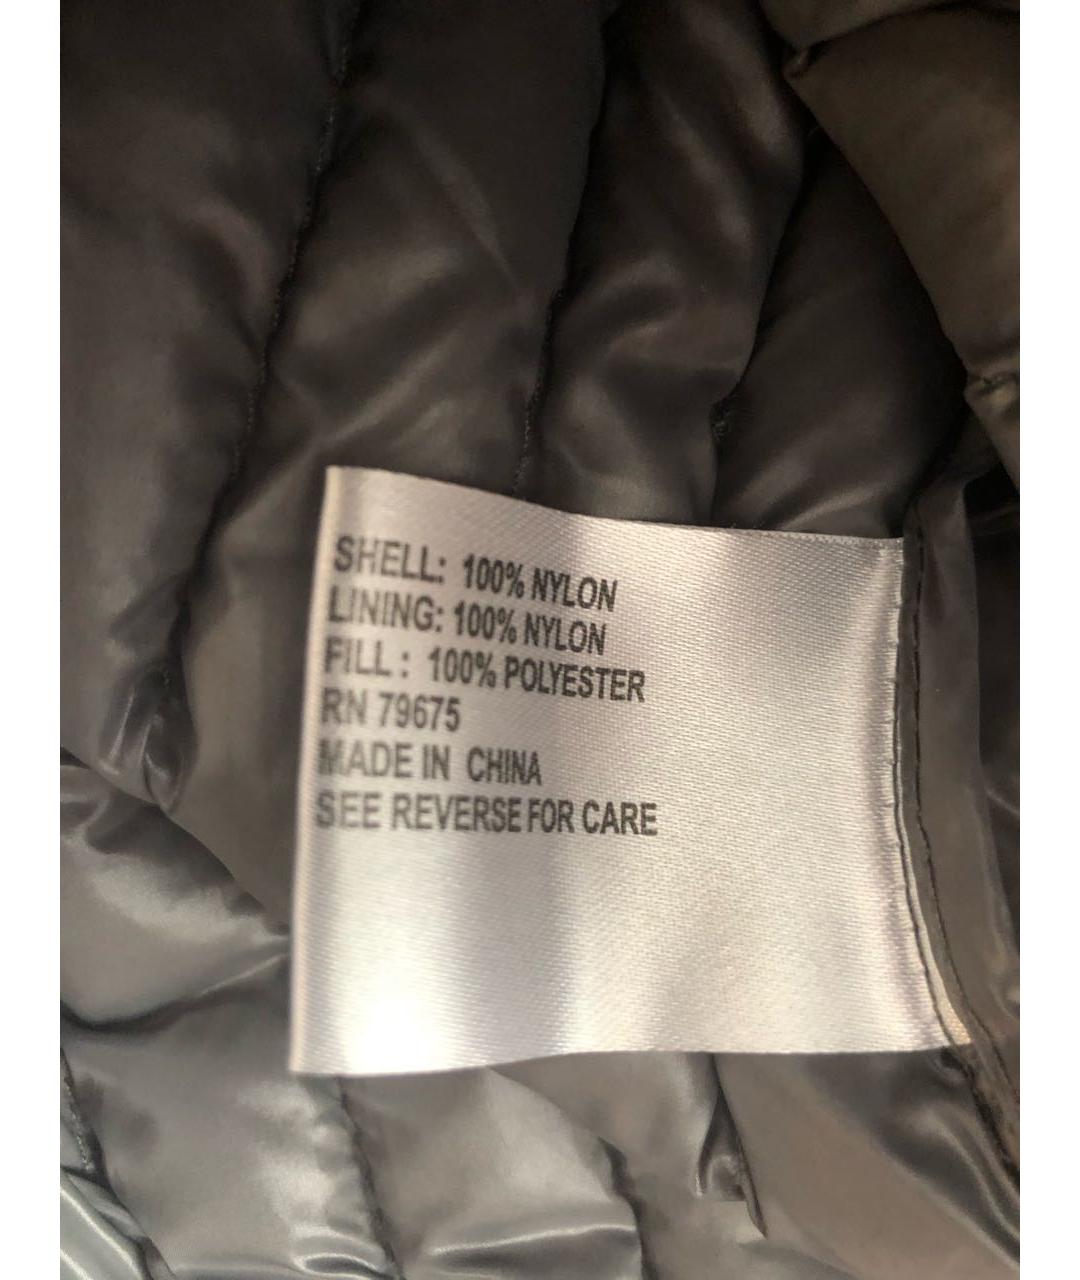 SHELL: 100% NYLON
LINING: 100% NYLON
FILL : 100% POLYESTER
RN 79675
MADE IN CHINA
SEE REVERSE FOR CARE